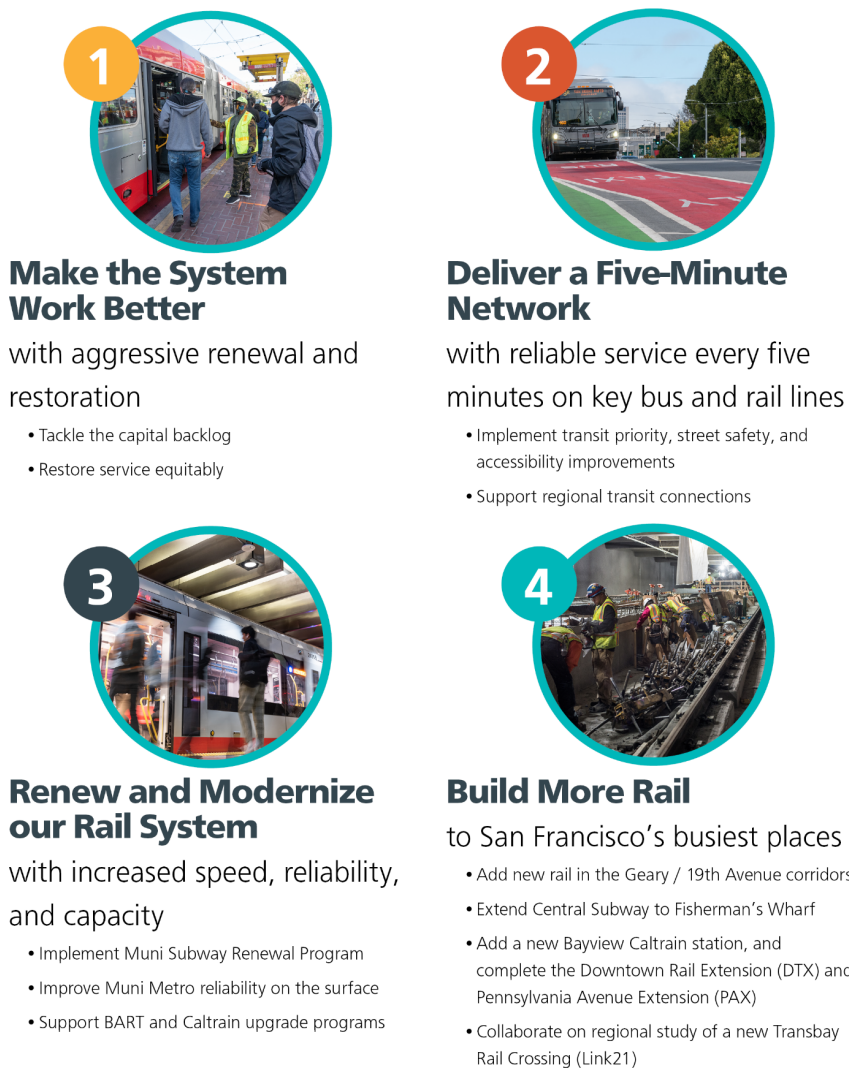 1
Make the System
Work Better
with aggressive renewal and
restoration
• Tackle the capital backlog
• Restore service equitably
2
BUS
TAXI
Deliver a Five-Minute
Network
with reliable service every five
minutes on key bus and rail lines
• Implement transit priority, street safety, and
accessibility improvements
• Support regional transit connections
3
Renew and Modernize
our Rail System
with increased speed, reliability,
and capacity
• Implement Muni Subway Renewal Program
• Improve Muni Metro reliability on the surface
• Support BART and Caltrain upgrade programs
4
Build More Rail
to San Francisco’s busiest places
• Add new rail in the Geary / 19th Avenue corridors
• Extend Central Subway to Fisherman’s Wharf
• Add a new Bayview Caltrain station, and
complete the Downtown Rail Extension (DTX) and
Pennsylvania Avenue Extension (PAX)
• Collaborate on regional study of a new Transbay
Rail Crossing (Link21)